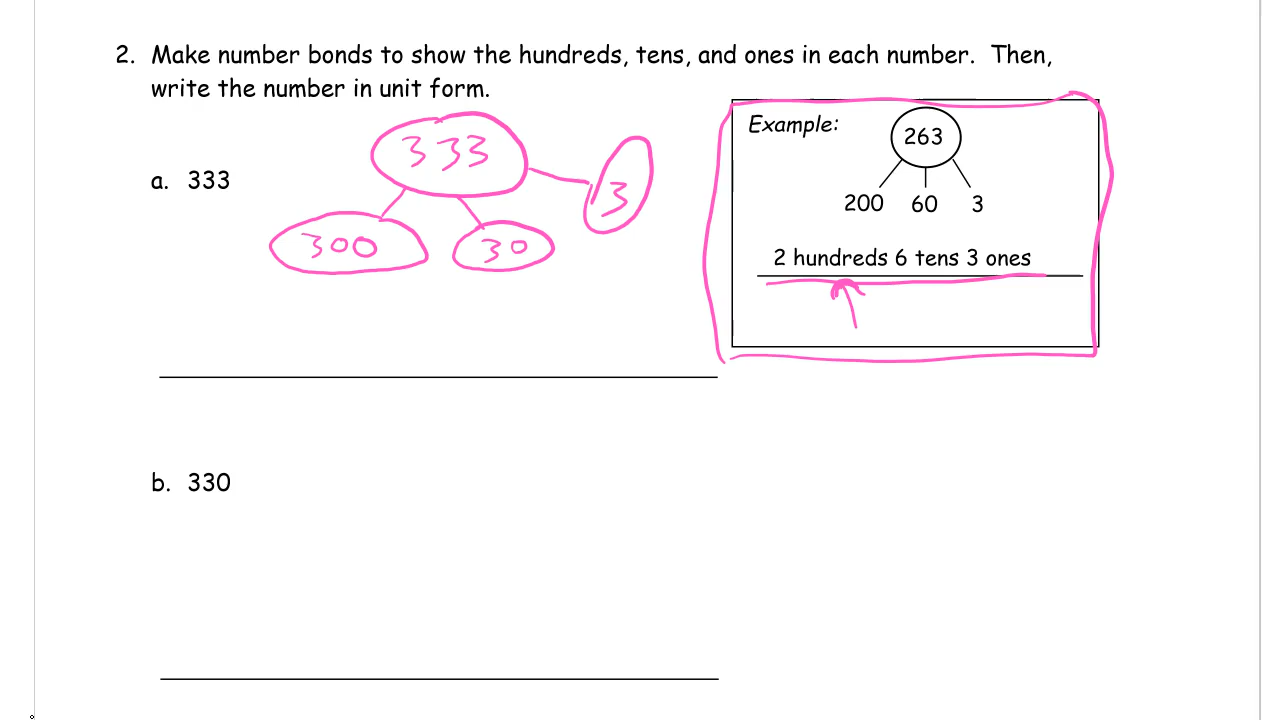 2. Make number bonds to show the hundreds, tens, and ones in each number. Then,
write the number in unit form.
Example:
263
200 60 3
2 hundreds 6 tens 3 ones
333
3
a. 333
300 30
b. 330